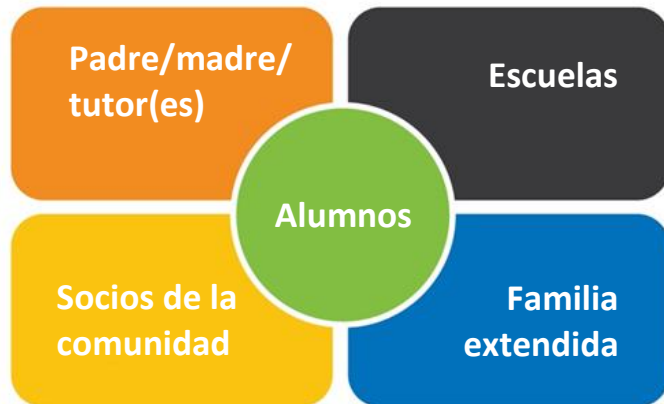 Padre/madre/
tutor(es)
Escuelas
Alumnos
Socios de la
comunidad
Familia
extendida